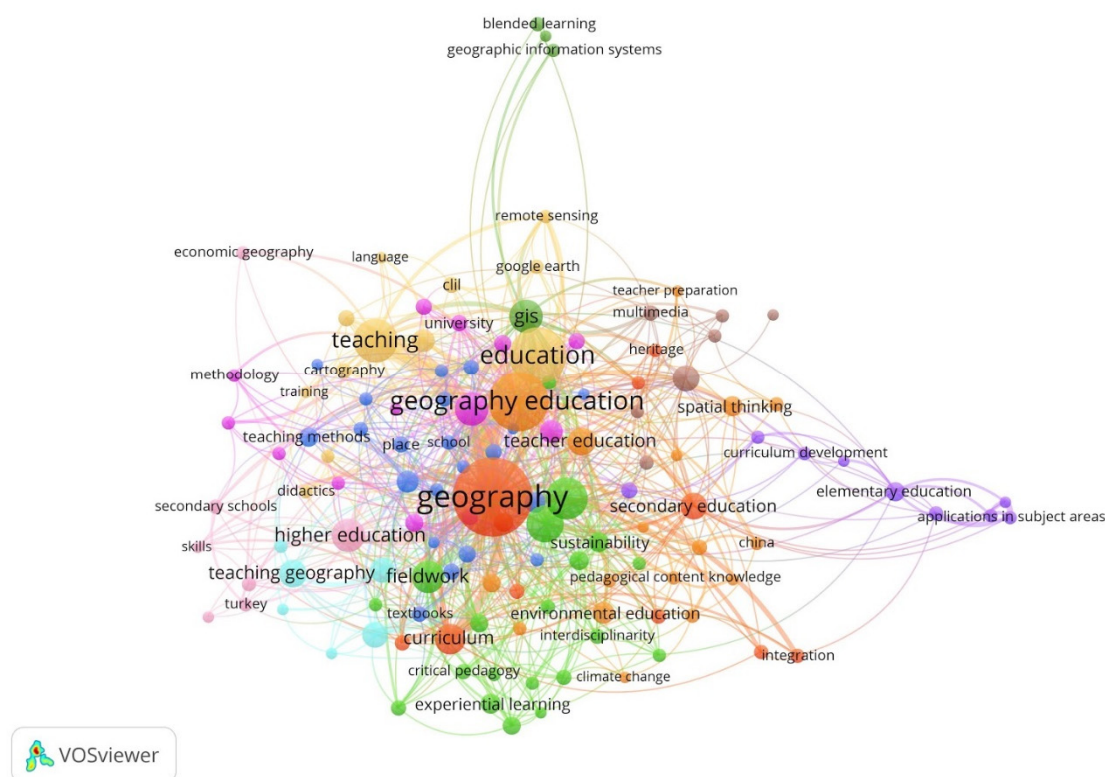 blended learning
geographic information systems
remote sensing
economic geography
language
google earth
clil
teacher preparation
multimedia
university
gis
teaching
heritage
education
cartography
methodology
training
geography education
spatial thinking
teaching methods
place
school
teacher education
curriculum development
didactics
elementary education
secondary schools
geography
secondary education
applications in subject areas
higher education
sustainability
china
skills
teaching geography
fieldwork
pedagogical content knowledge
turkey
textbooks
environmental education
curriculum
interdisciplinarity
integration
critical pedagogy
climate change
experiential learning
VOSviewer